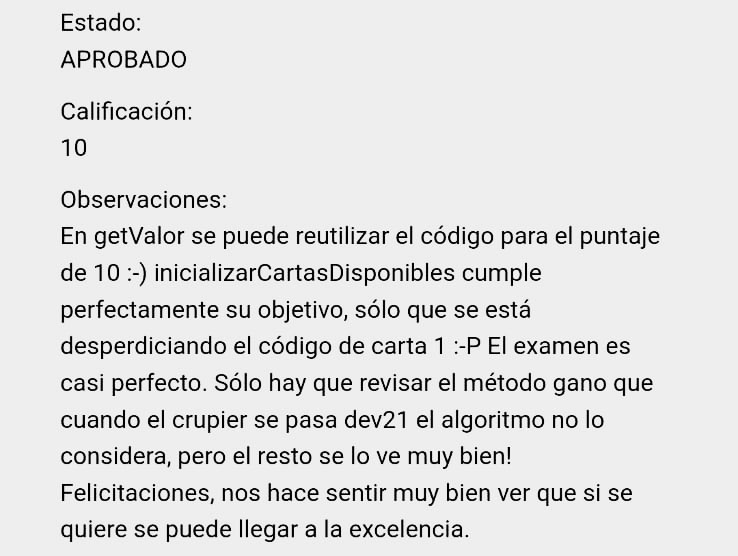 Estado:
APROBADO
Calificación:
10
Observaciones:
En getValor se puede reutilizar el código para el puntaje
de 10 :-) inicializarCartasDisponibles cumple
perfectamente su objetivo, sólo que se está
desperdiciando el código de carta 1 :-P El examen es
casi perfecto. Sólo hay que revisar el método gano que
cuando el crupier se pasa dev21 el algoritmo no lo
considera, pero el resto se lo ve muy bien!
Felicitaciones, nos hace sentir muy bien ver que si se
quiere se puede llegar a la excelencia.